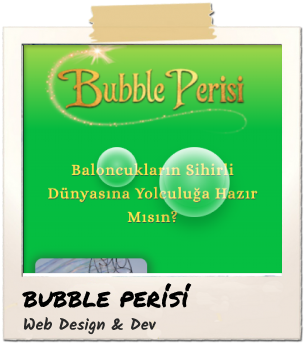 Bubble Perisi
Baloncukların Sihirli
Dünyasına Yolculuğa Hazır
Mısın?
BUBBLE PERİSİ
Web Design & Dev